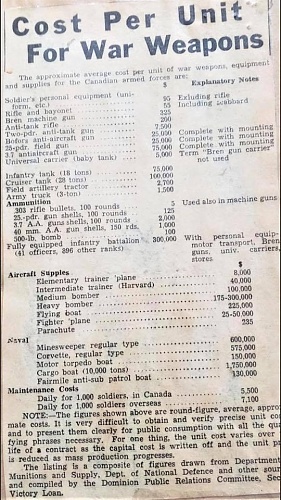 Cost Per Unit
For War Weapons
The approximate average cost per unit of war weapons, equipment
and supplies for the Canadian armed forces are:
$ Explanatory Notes
Soldier's personal equipment (uni-
form, etc.) 95 Exluding rifle
Rifle and bayonet 55 Including scabbard
Bren machine gun 325
Anti-tank rifle 200
Two-pdr. anti-tank gun 7,500
Bofors anti-aircraft gun 25,000 Complete with mounting
25-pdr. field gun 25,000 Complete with mounting
3.7 antiaircraft gun 50,000 Complete with mounting
Universal carrier (baby tank) 5,000 Term "Bren gun carrier"
not used
Infantry tank (18 tons) 75,000
Cruiser tank (28 tons) 100,000
Field artillery tractor 2,700
Army truck (3-ton) 1,500
Ammunition
.303 rifle bullets, 100 rounds 5 Used also in machine guns
25.-pdr. gun shells, 100 rounds 125
3.7 A.A. guns shells, 100 rounds 2,000
40 mm. A.A. gun shells, 150 rds. 1,000
500-lb. bomb 100
Fully equipped infantry battalion 300,000
(41 officers, 896 other ranks)
With personal equip-
motor transport, Bren
guns, univ. carriers,
stores
Aircraft Supples $
Elementary trainer 'plane 8,000
Intermediate trainer (Harvard) 40,000
Medium bomber 100,000
Heavy bomber 175-300,000
Flying boat 225,000
Fighter 'plane 25-50,000
Parachute 235
Naval
Minesweeper regular type 600,000
Corvette, regular type 575,000
Motor torpedo boat 150,000
Cargo boat (10,000 tons) 1,750,000
Fairmile anti-sub patrol boat 130,000
Maintenance Costs
Daily for 1,000 soldiers, in Canada 5,500
Daily for 1,000 soldiers overseas 7,100
NOTE:—The figures shown above are round-figure, average, approx
mate costs. It is very difficult to obtain and verify precise unit co
and to present them clearly for public consumption with all the qua
fying phrases necessary. For one thing, the unit cost varies over
life of a contract as the capital cost is written off and the unit p
is reduced as mass production progresses.
The listing is a composite of figures drawn from Department
Munitions and Supply, Dept. of National Defence and other sour
and compiled by the Dominion Public Relations Committee, Sec
Victory Loan.